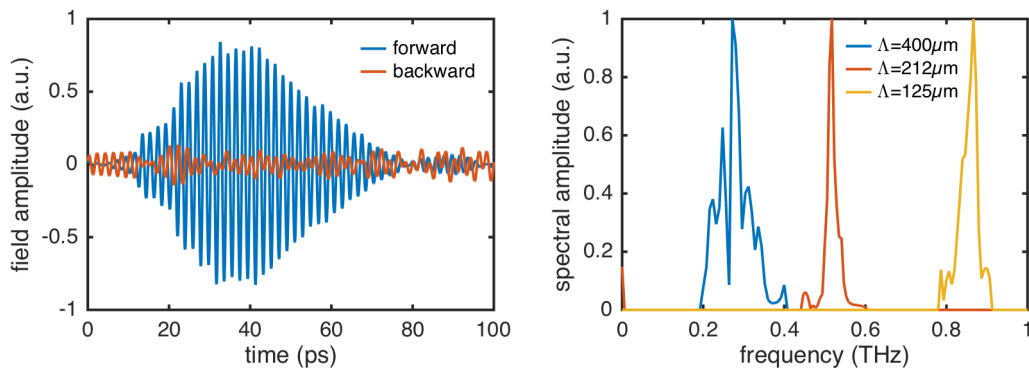 1
0.5
0
-0.5
-1
field amplitude (a.u.)
forward
backward
0
20
40
60
80
100
time (ps)
1
0.8
0.6
0.4
0.2
0
spectral amplitude (a.u.)
Λ=400μm
Λ=212μm
Λ=125μm
0
0.2
0.4
0.6
0.8
1
frequency (THz)